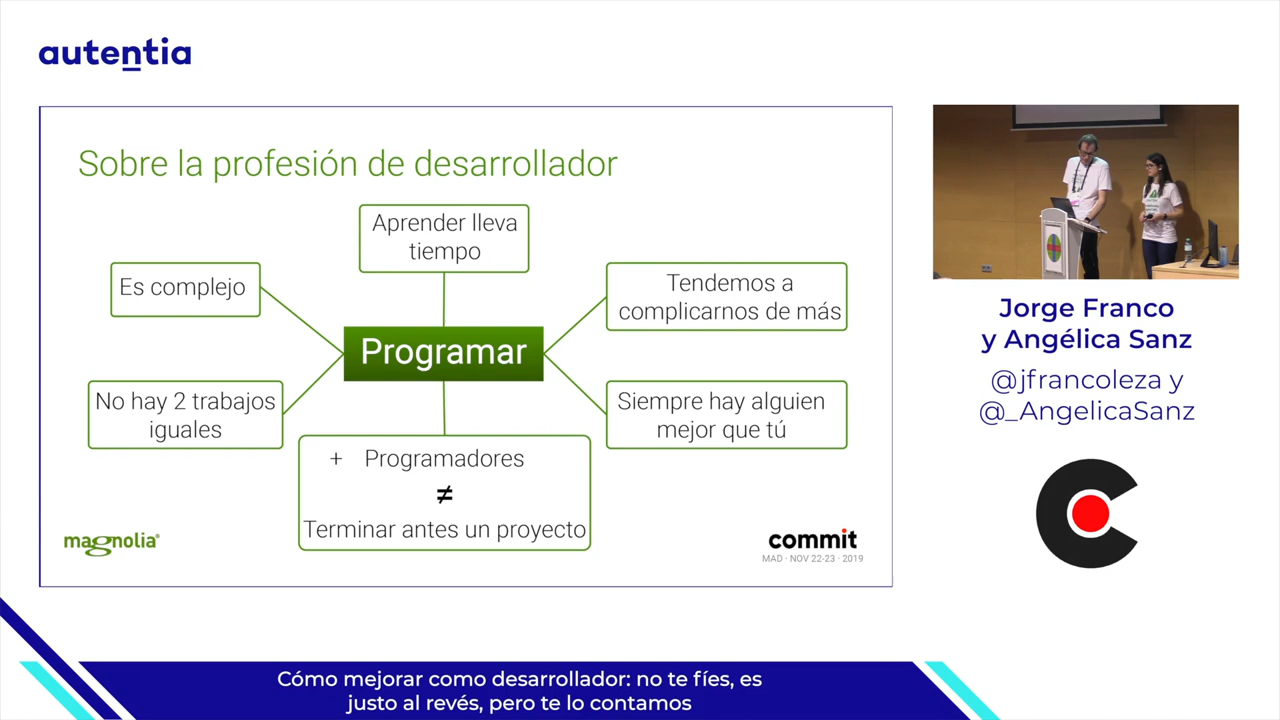 autentia
Sobre la profesión de desarrollador
Aprender lleva
tiempo
Es complejo
Tendemos a
complicarnos de más
Programar
No hay 2 trabajos
iguales
Siempre hay alguien
mejor que tú
+ Programadores
≠
Terminar antes un proyecto
magnolia®
commit
MAD · NOV 22-23 · 2019
Jorge Franco
y Angélica Sanz
@jfrancoleza y
@_AngelicaSanz
Cómo mejorar como desarrollador: no te fíes, es
justo al revés, pero te lo contamos